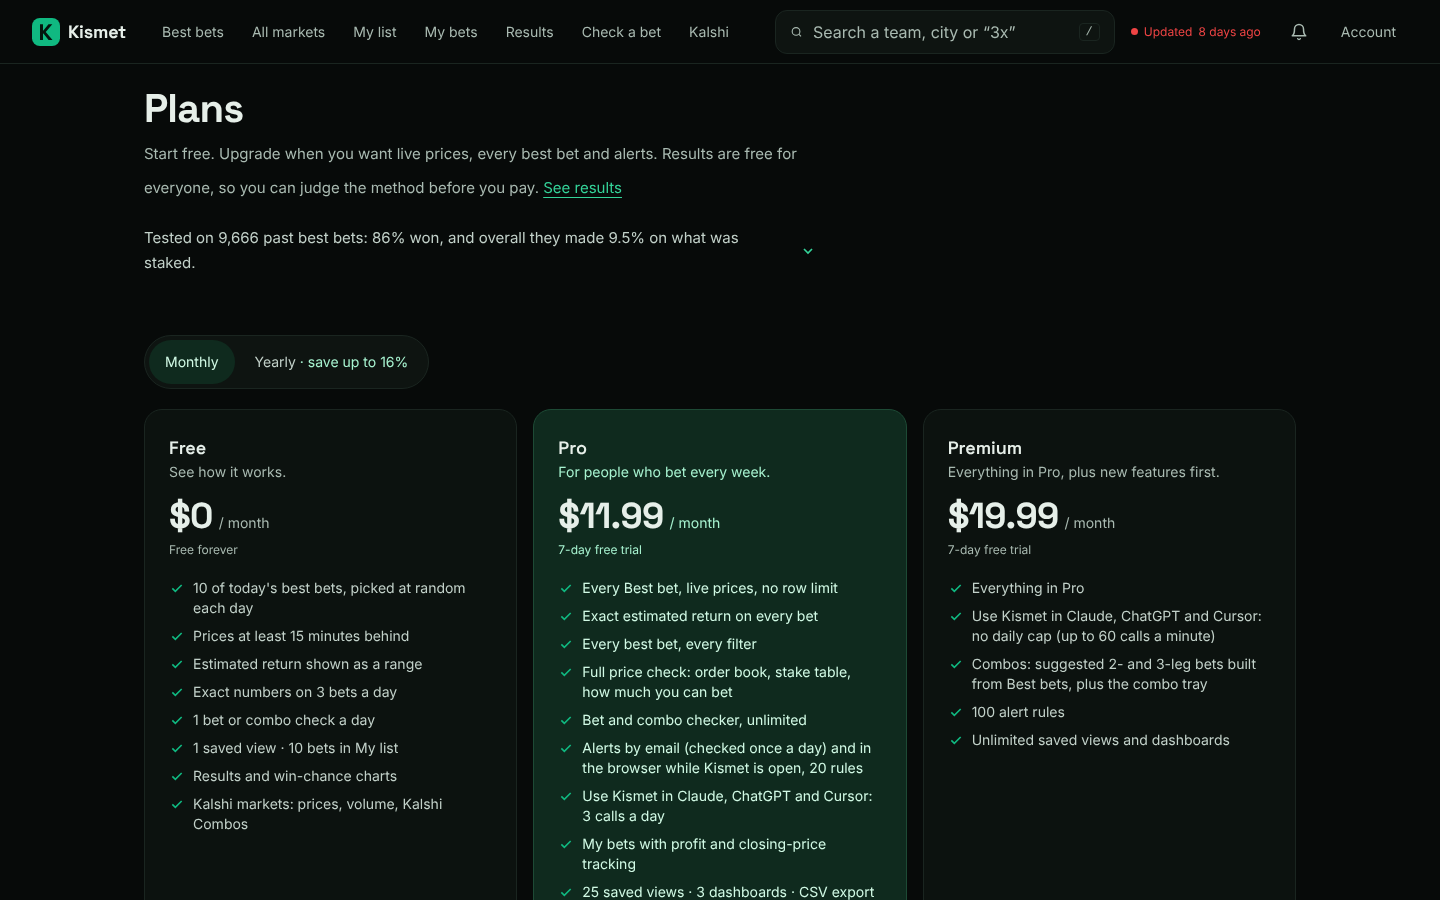 Kismet
Best bets
All markets
My list
My bets
Results
Check a bet
Kalshi
Search a team, city or “3x”
/
Updated 8 days ago
Account
Plans
Start free. Upgrade when you want live prices, every best bet and alerts. Results are free for
everyone, so you can judge the method before you pay. See results
Tested on 9,666 past best bets: 86% won, and overall they made 9.5% on what was
staked.
Monthly
Yearly · save up to 16%
Free
See how it works.
$0 / month
Free forever
10 of today's best bets, picked at random
each day
Prices at least 15 minutes behind
Estimated return shown as a range
Exact numbers on 3 bets a day
1 bet or combo check a day
1 saved view · 10 bets in My list
Results and win-chance charts
Kalshi markets: prices, volume, Kalshi
Combos
Pro
For people who bet every week.
$11.99 / month
7-day free trial
Every Best bet, live prices, no row limit
Exact estimated return on every bet
Every best bet, every filter
Full price check: order book, stake table,
how much you can bet
Bet and combo checker, unlimited
Alerts by email (checked once a day) and in
the browser while Kismet is open, 20 rules
Use Kismet in Claude, ChatGPT and Cursor:
3 calls a day
My bets with profit and closing-price
tracking
25 saved views · 3 dashboards · CSV export
Premium
Everything in Pro, plus new features first.
$19.99 / month
7-day free trial
Everything in Pro
Use Kismet in Claude, ChatGPT and Cursor:
no daily cap (up to 60 calls a minute)
Combos: suggested 2- and 3-leg bets built
from Best bets, plus the combo tray
100 alert rules
Unlimited saved views and dashboards